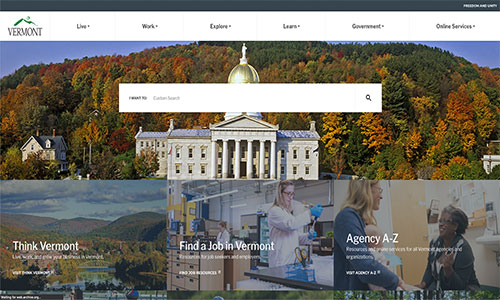 FREEDOM AND UNITY
VERMONT
Live
Work
Explore
Learn
Government
Online Services
I WANT TO:
Custom Search
Think Vermont
Live, work, and grow your business in Vermont.
VISIT THINK VERMONT
Find a Job in Vermont
Resources for job seekers and employers.
FIND JOB RESOURCES
Agency A-Z
Resources and online services for all Vermont agencies and
organizations.
VISIT AGENCY A-Z
Waiting for web.archive.org...